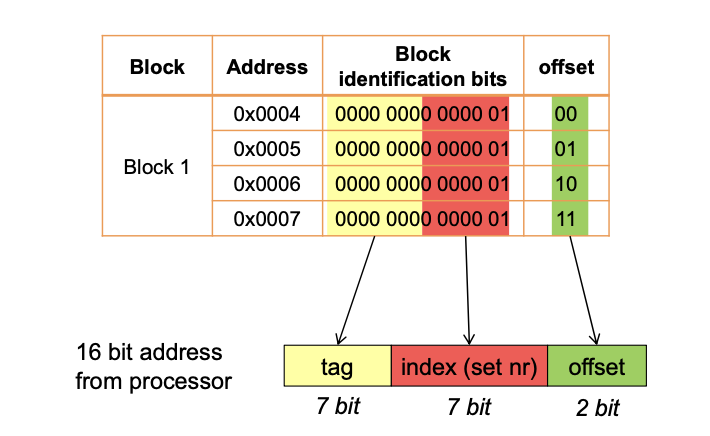 Block Address Block identification bits offset
Block 1
0x0004 0000 0000 0000 01 00
0x0005 0000 0000 0000 01 01
0x0006 0000 0000 0000 01 10
0x0007 0000 0000 0000 01 11
16 bit address
from processor
tag index (set nr) offset
7 bit 7 bit 2 bit